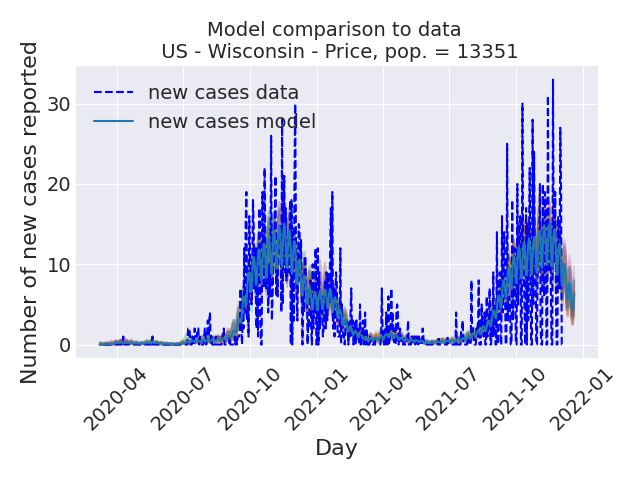 Model comparison to data
US - Wisconsin - Price, pop. = 13351
new cases data
new cases model
Number of new cases reported
30
20
10
0
2020-04
2020-07
2020-10
2021-01
2021-04
2021-07
2021-10
2022-01
Day